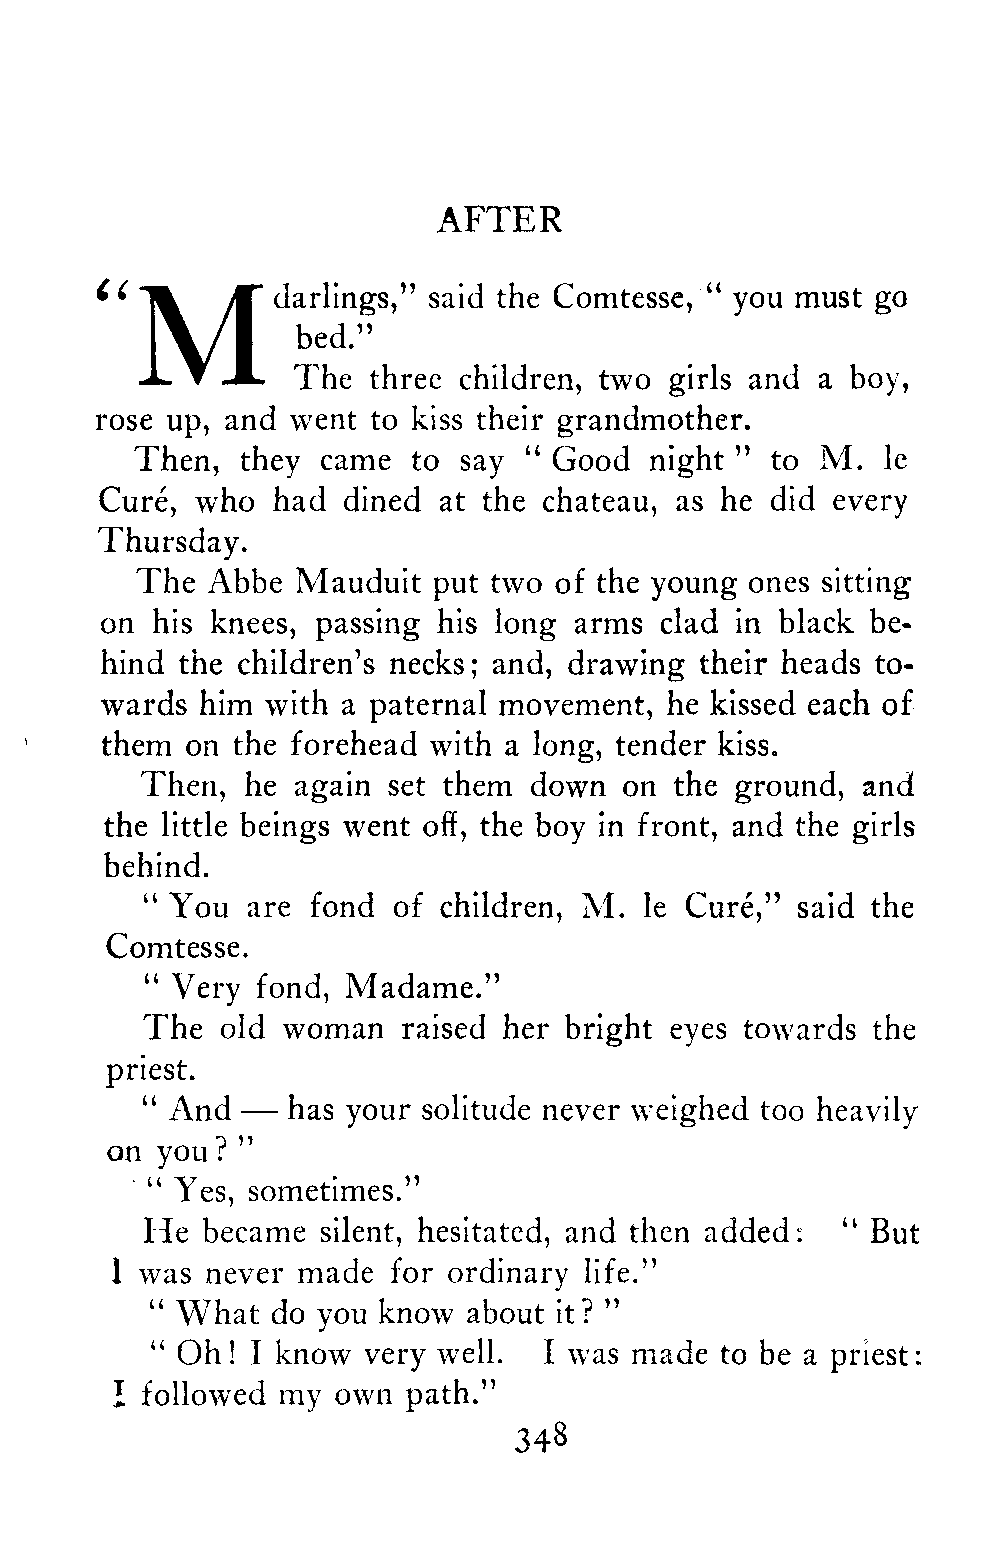 AFTER
“M darlings,” said the Comtesse, “ you must go
bed.”
The three children, two girls and a boy,
rose up, and went to kiss their grandmother.
Then, they came to say “ Good night ” to M. le
Curé, who had dined at the chateau, as he did every
Thursday.
The Abbe Mauduit put two of the young ones sitting
on his knees, passing his long arms clad in black be-
hind the children’s necks; and, drawing their heads to-
wards him with a paternal movement, he kissed each of
them on the forehead with a long, tender kiss.
Then, he again set them down on the ground, and
the little beings went off, the boy in front, and the girls
behind.
“ You are fond of children, M. le Curé,” said the
Comtesse.
“ Very fond, Madame.”
The old woman raised her bright eyes towards the
priest.
“ And — has your solitude never weighed too heavily
on you? ”
“ Yes, sometimes.”
He became silent, hesitated, and then added: “ But
I was never made for ordinary life.”
“ What do you know about it? ”
“ Oh! I know very well. I was made to be a priest:
I followed my own path.”
348